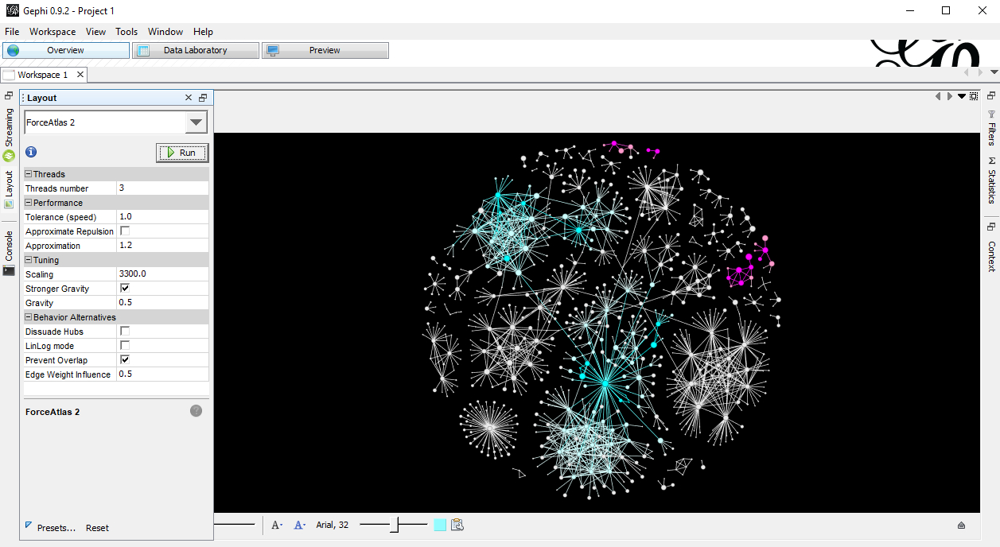 Gephi 0.9.2 - Project 1
File Workspace View Tools Window Help
Overview Data Laboratory Preview
Workspace 1
Layout
ForceAtlas 2
Run
Threads
Threads number 3
Performance
Tolerance (speed) 1.0
Approximate Repulsion
Approximation 1.2
Tuning
Scaling 3300.0
Stronger Gravity
Gravity 0.5
Behavior Alternatives
Dissuade Hubs
LinLog mode
Prevent Overlap
Edge Weight Influence 0.5
ForceAtlas 2
Presets... Reset
Streaming
Layout
Console
A A Arial, 32
Filters
Σ Statistics
Context